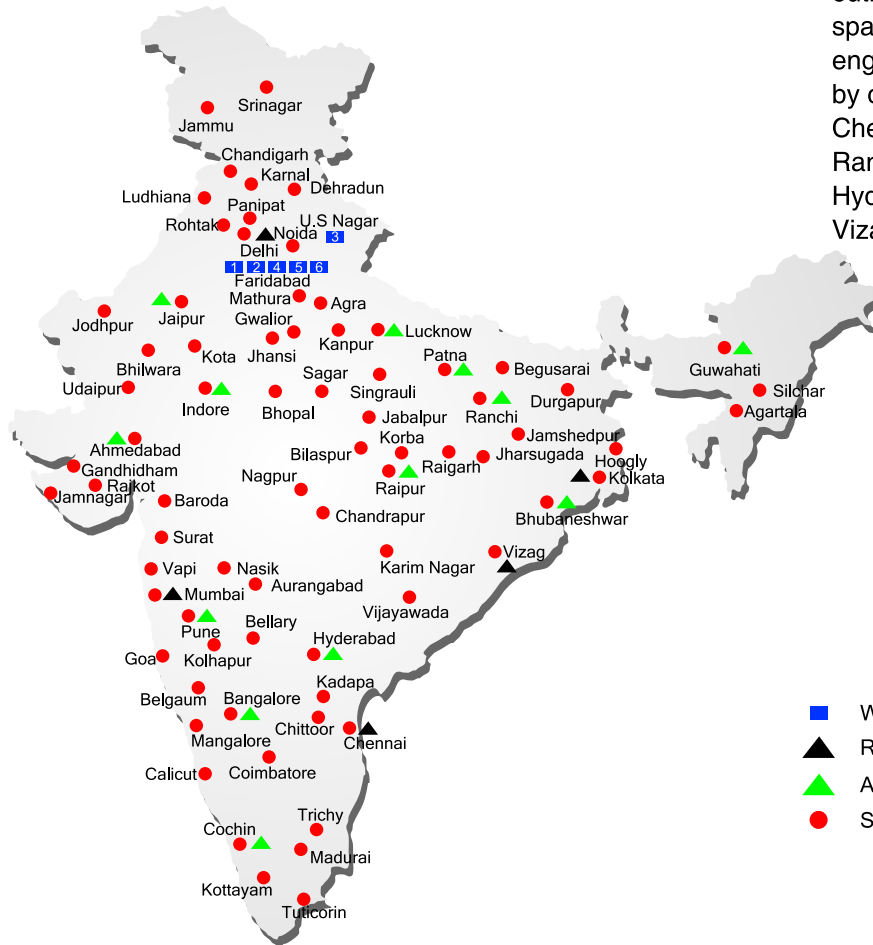 spa
eng
by c
Che
Ran
Hyd
Viza
Srinagar
Jammu
Chandigarh
Karnal
Ludhiana
Dehradun
Panipat
U.S Nagar
Rohtak
Noida
3
Delhi
1 2 4 5 6
Faridabad
Mathura
Agra
Jodhpur
Jaipur
Gwalior
Kanpur
Lucknow
Jhansi
Kota
Bhilwara
Patna
Begusarai
Guwahati
Sagar
Udaipur
Indore
Bhopal
Singrauli
Ranchi
Durgapur
Silchar
Agartala
Jabalpur
Jamshedpur
Ahmedabad
Korba
Bilaspur
Raigarh
Jharsugada
Hoogly
Gandhidham
Nagpur
Raipur
Kolkata
Rajkot
Jamnagar
Baroda
Chandrapur
Bhubaneshwar
Surat
Vizag
Karim Nagar
Vapi
Nasik
Aurangabad
Mumbai
Vijayawada
Pune
Bellary
Hyderabad
Goa
Kolhapur
Kadapa
Belgaum
Bangalore
Chittoor
Mangalore
Chennai
Calicut
Coimbatore
Trichy
Cochin
Madurai
Kottayam
Tuticorin
W
R
A
S